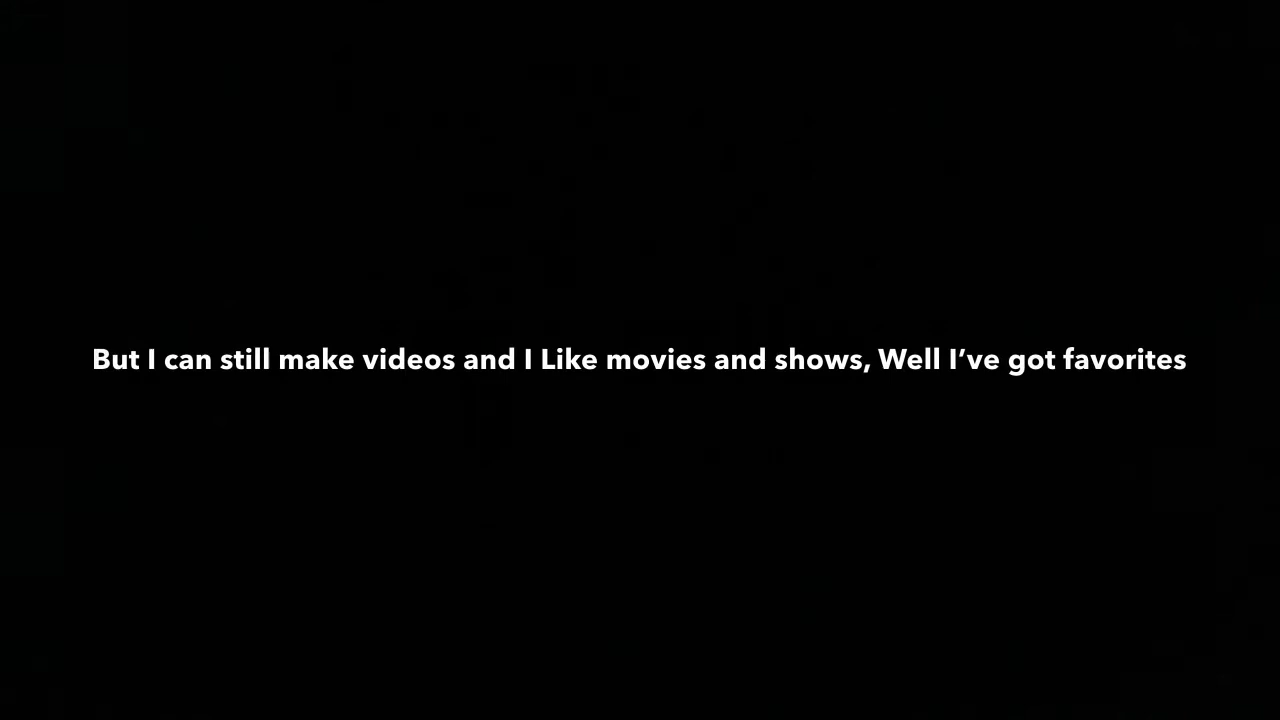 But I can still make videos and I Like movies and shows, Well I’ve got favorites